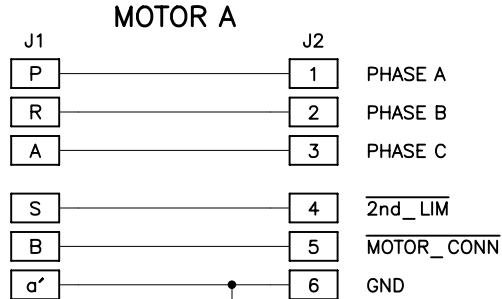 MOTOR A
J1 J2
P 1 PHASE A
R 2 PHASE B
A 3 PHASE C
S 4 2nd_LIM
B 5 MOTOR_CONN
a′ 6 GND